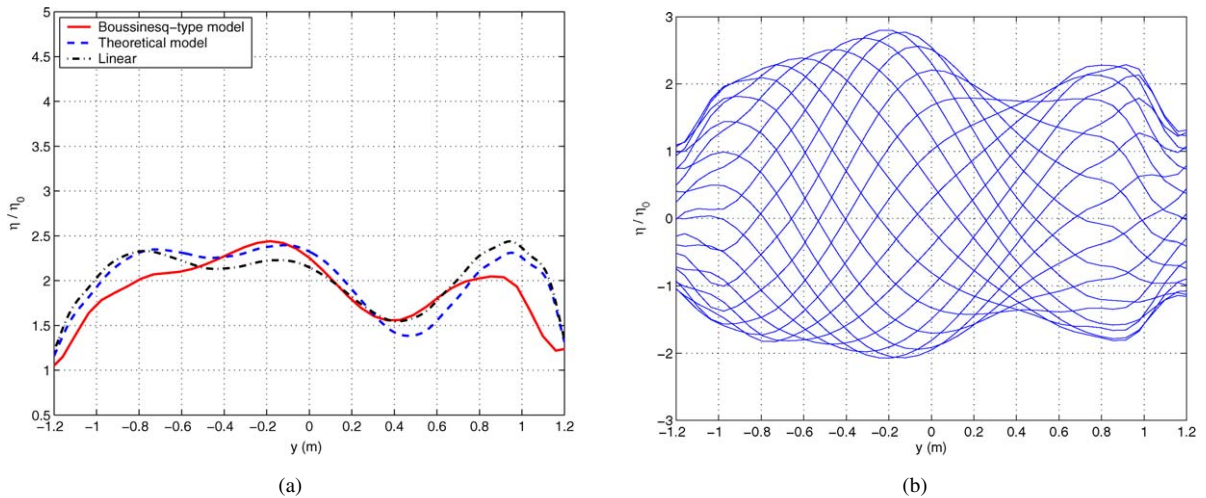 5
4.5
4
3.5
3
2.5
2
1.5
1
0.5
η / η0
Boussinesq−type model
Theoretical model
Linear
−1.2 −1 −0.8 −0.6 −0.4 −0.2 0 0.2 0.4 0.6 0.8 1 1.2
y (m)
(a)
3
2
1
0
−1
−2
−3
η / η0
−1.2 −1 −0.8 −0.6 −0.4 −0.2 0 0.2 0.4 0.6 0.8 1 1.2
y (m)
(b)